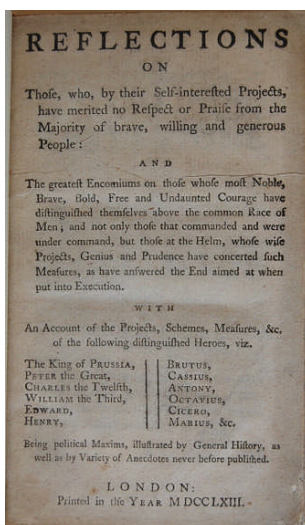 REFLECTIONS
ON
Thoſe, who, by their Self-intereſted Projects,
have merited no Reſpect or Praiſe from the
Majority of brave, willing and generous
People:
AND
The greateſt Encomiums on thoſe whoſe moſt Noble,
Brave, Bold, Free and Undaunted Courage have
diſtinguiſhed themſelves above the common Race of
Men; and not only thoſe that commanded and were
under command, but thoſe at the Helm, whoſe wiſe
Projects, Genius and Prudence have concerted ſuch
Meaſures, as have anſwered the End aimed at when
put into Execution.
WITH
An Account of the Projects, Schemes, Meaſures, &c.
of the following diſtinguiſhed Heroes, viz.
The King of PRUSSIA,
PETER the Great,
CHARLES the Twelfth,
WILLIAM the Third,
EDWARD,
HENRY,
BRUTUS,
CASSIUS,
ANTONY,
OCTAVIUS,
CICERO,
MARIUS, &c.
Being political Maxims, illuſtrated by General Hiſtory, as
well as by Variety of Anecdotes never before publiſhed.
LONDON:
Printed in the YEAR MDCCLXIII.